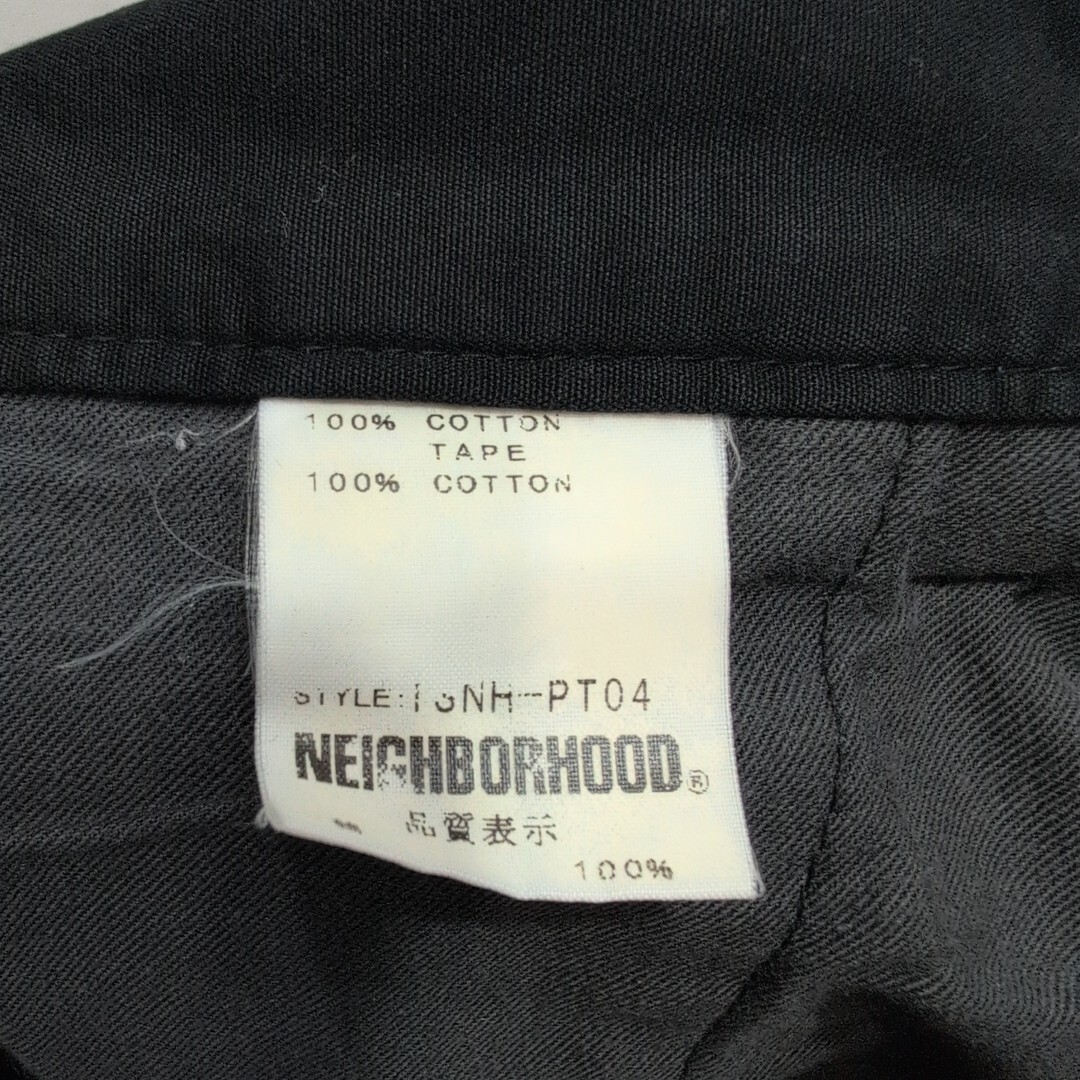 100% COTTON
TAPE
100% COTTON
STYLE: 13NH-PT04
NEIGHBORHOOD®
品質表示
100%